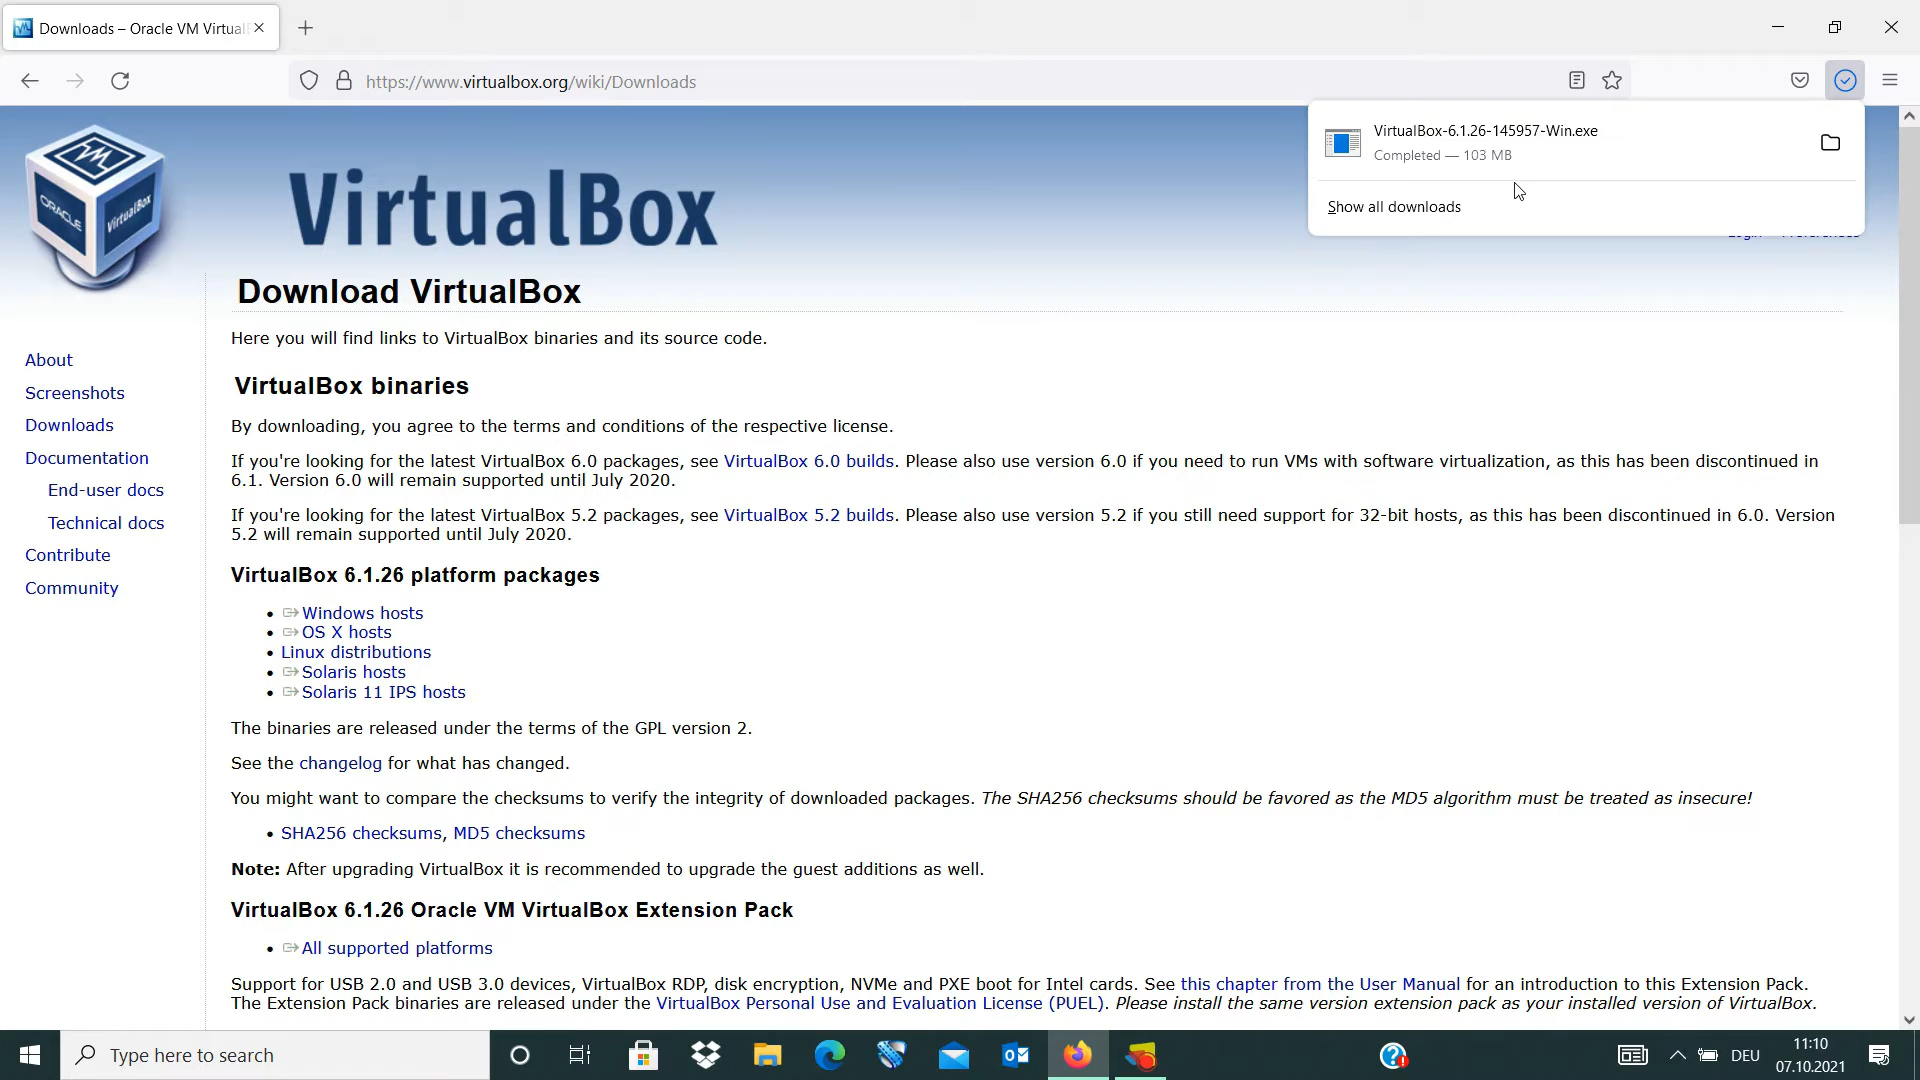 Downloads – Oracle VM Virtual
https://www.virtualbox.org/wiki/Downloads
VirtualBox-6.1.26-145957-Win.exe
Completed — 103 MB
Show all downloads
ORACLE
VirtualBox
VirtualBox
Download VirtualBox
Here you will find links to VirtualBox binaries and its source code.
About
Screenshots
Downloads
Documentation
End-user docs
Technical docs
Contribute
Community
VirtualBox binaries
By downloading, you agree to the terms and conditions of the respective license.
If you're looking for the latest VirtualBox 6.0 packages, see VirtualBox 6.0 builds. Please also use version 6.0 if you need to run VMs with software virtualization, as this has been discontinued in
6.1. Version 6.0 will remain supported until July 2020.
If you're looking for the latest VirtualBox 5.2 packages, see VirtualBox 5.2 builds. Please also use version 5.2 if you still need support for 32-bit hosts, as this has been discontinued in 6.0. Version
5.2 will remain supported until July 2020.
VirtualBox 6.1.26 platform packages
• Windows hosts
• OS X hosts
• Linux distributions
• Solaris hosts
• Solaris 11 IPS hosts
The binaries are released under the terms of the GPL version 2.
See the changelog for what has changed.
You might want to compare the checksums to verify the integrity of downloaded packages. The SHA256 checksums should be favored as the MD5 algorithm must be treated as insecure!
• SHA256 checksums, MD5 checksums
Note: After upgrading VirtualBox it is recommended to upgrade the guest additions as well.
VirtualBox 6.1.26 Oracle VM VirtualBox Extension Pack
• All supported platforms
Support for USB 2.0 and USB 3.0 devices, VirtualBox RDP, disk encryption, NVMe and PXE boot for Intel cards. See this chapter from the User Manual for an introduction to this Extension Pack.
The Extension Pack binaries are released under the VirtualBox Personal Use and Evaluation License (PUEL). Please install the same version extension pack as your installed version of VirtualBox.
Type here to search
DEU
11:10
07.10.2021